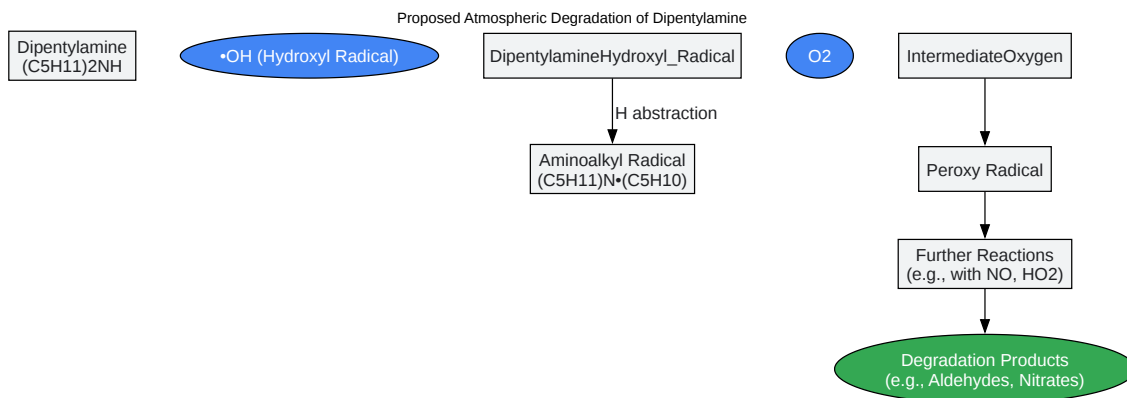 Proposed Atmospheric Degradation of Dipentylamine
Dipentylamine
(C5H11)2NH
•OH (Hydroxyl Radical)
DipentylamineHydroxyl_Radical
O2
IntermediateOxygen
H abstraction
Aminoalkyl Radical
(C5H11)N•(C5H10)
Peroxy Radical
Further Reactions
(e.g., with NO, HO2)
Degradation Products
(e.g., Aldehydes, Nitrates)